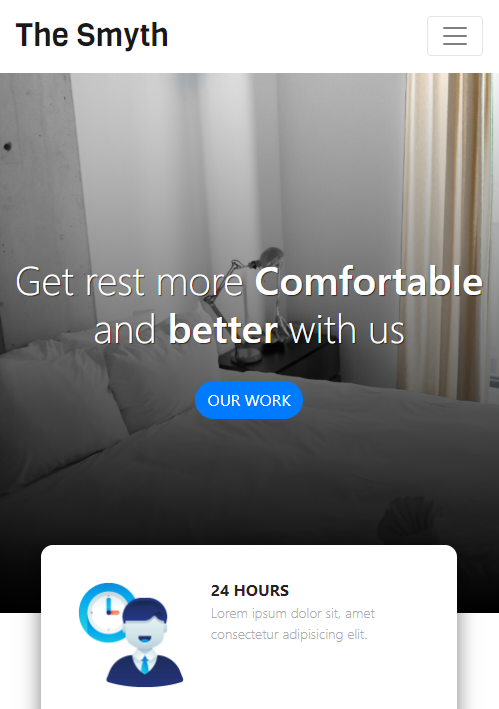 The Smyth
Get rest more Comfortable
and better with us
OUR WORK
24 HOURS
Lorem ipsum dolor sit, amet
consectetur adipisicing elit.